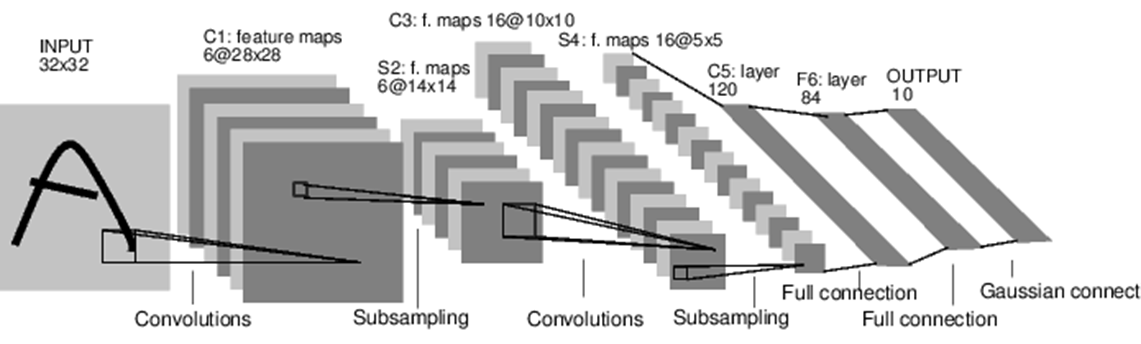 INPUT
32x32
C1: feature maps
6@28x28
S2: f. maps
6@14x14
C3: f. maps 16@10x10
S4: f. maps 16@5x5
C5: layer
120
F6: layer
84
OUTPUT
10
A
Convolutions
Subsampling
Convolutions
Subsampling
Full connection
Full connection
Gaussian connect